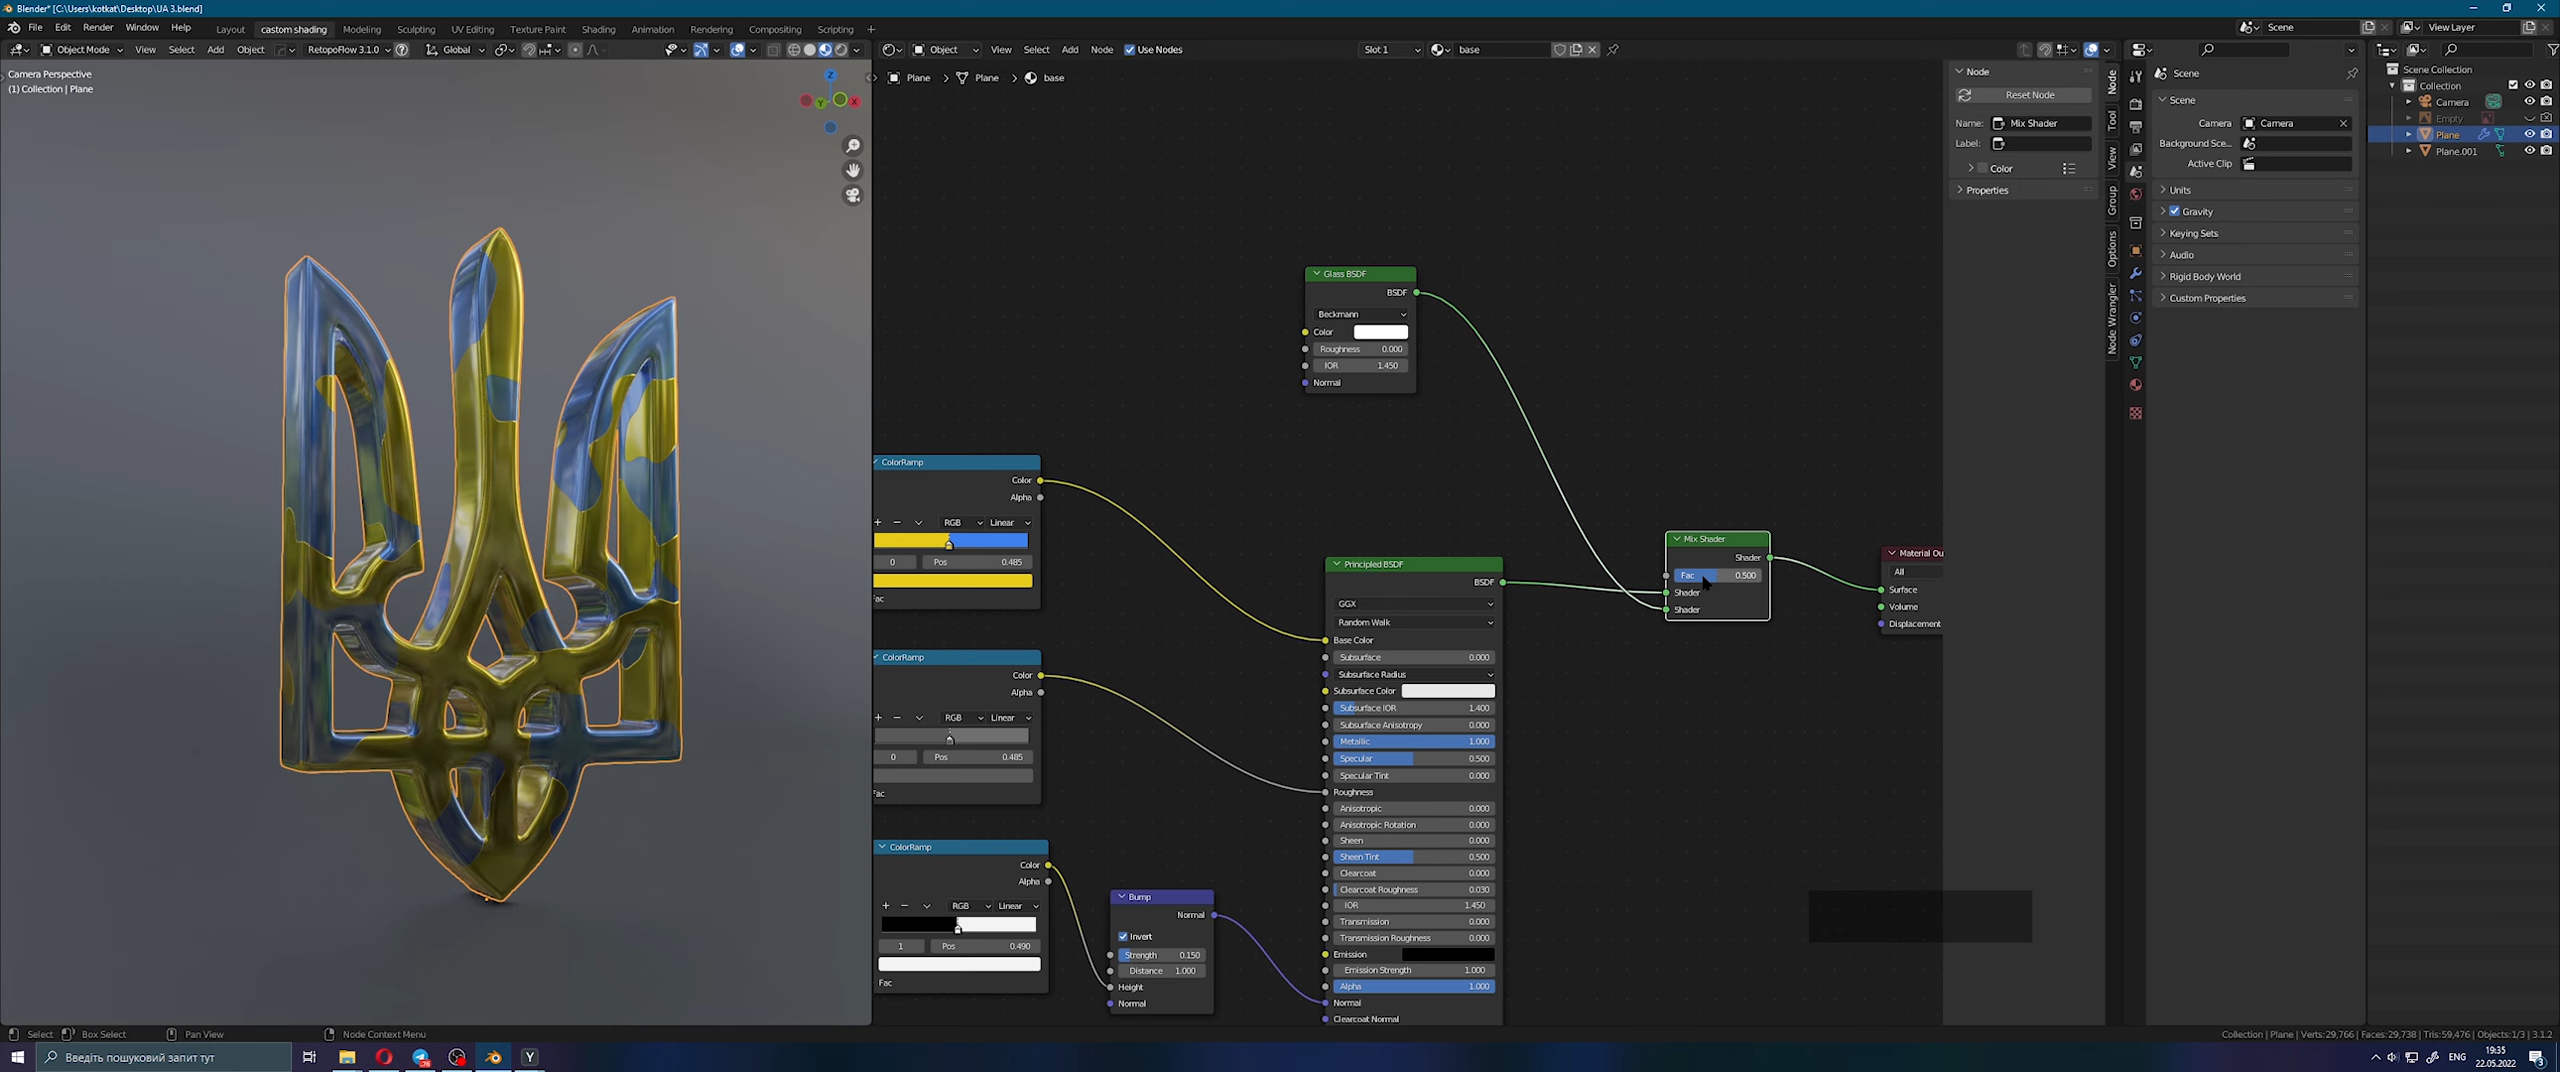 Blender* [C:\Users\kotkat\Desktop\UA 3.blend]
File Edit Render Window Help
Layout castom shading Modeling Sculpting UV Editing Texture Paint Shading Animation Rendering Compositing Scripting +
Scene
View Layer
Object Mode View Select Add Object RetopoFlow 3.1.0 Global
Object View Select Add Node Use Nodes Slot 1 base
Camera Perspective
(1) Collection | Plane
Z
Y
X
Plane > Plane > base
Glass BSDF
BSDF
Beckmann
Color
Roughness 0.000
IOR 1.450
Normal
ColorRamp
Color
Alpha
+ − RGB Linear
0 Pos 0.485
Fac
ColorRamp
Color
Alpha
+ − RGB Linear
0 Pos 0.485
Fac
ColorRamp
Color
Alpha
+ − RGB Linear
1 Pos 0.490
Fac
Bump
Normal
Invert
Strength 0.150
Distance 1.000
Height
Normal
Principled BSDF
BSDF
GGX
Random Walk
Base Color
Subsurface 0.000
Subsurface Radius
Subsurface Color
Subsurface IOR 1.400
Subsurface Anisotropy 0.000
Metallic 1.000
Specular 0.500
Specular Tint 0.000
Roughness
Anisotropic 0.000
Anisotropic Rotation 0.000
Sheen 0.000
Sheen Tint 0.500
Clearcoat 0.000
Clearcoat Roughness 0.030
IOR 1.450
Transmission 0.000
Transmission Roughness 0.000
Emission
Emission Strength 1.000
Alpha 1.000
Normal
Clearcoat Normal
Mix Shader
Shader
Fac 0.500
Shader
Shader
Material Ou
All
Surface
Volume
Displacement
Node
Reset Node
Name: Mix Shader
Label:
Color
Properties
Node
Tool
View
Group
Options
Node Wrangler
Scene
Scene
Camera Camera
Background Sce...
Active Clip
Units
Gravity
Keying Sets
Audio
Rigid Body World
Custom Properties
Scene Collection
Collection
Camera
Empty
Plane
Plane.001
Select Box Select Pan View Node Context Menu
Collection | Plane | Verts:29,766 | Faces:29,738 | Tris:59,476 | Objects:1/3 | 3.1.2
Введіть пошуковий запит тут
ENG
19:35
22.05.2022
3